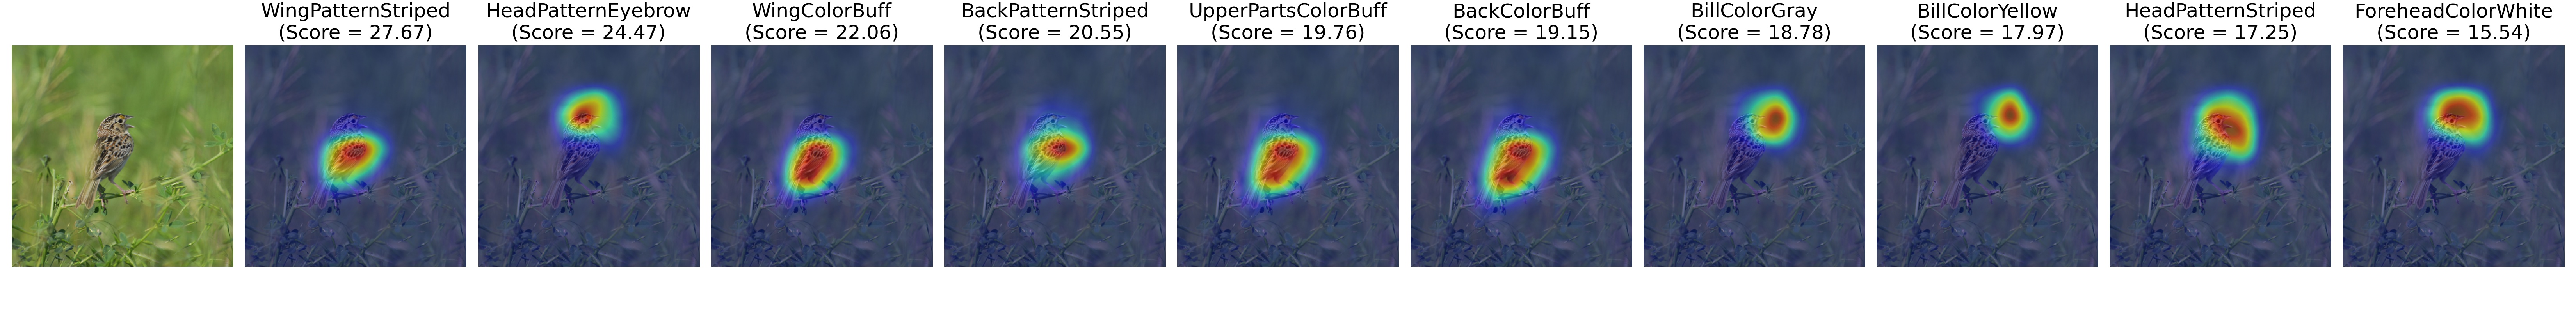 WingPatternStriped
(Score = 27.67)
HeadPatternEyebrow
(Score = 24.47)
WingColorBuff
(Score = 22.06)
BackPatternStriped
(Score = 20.55)
UpperPartsColorBuff
(Score = 19.76)
BackColorBuff
(Score = 19.15)
BillColorGray
(Score = 18.78)
BillColorYellow
(Score = 17.97)
HeadPatternStriped
(Score = 17.25)
ForeheadColorWhite
(Score = 15.54)